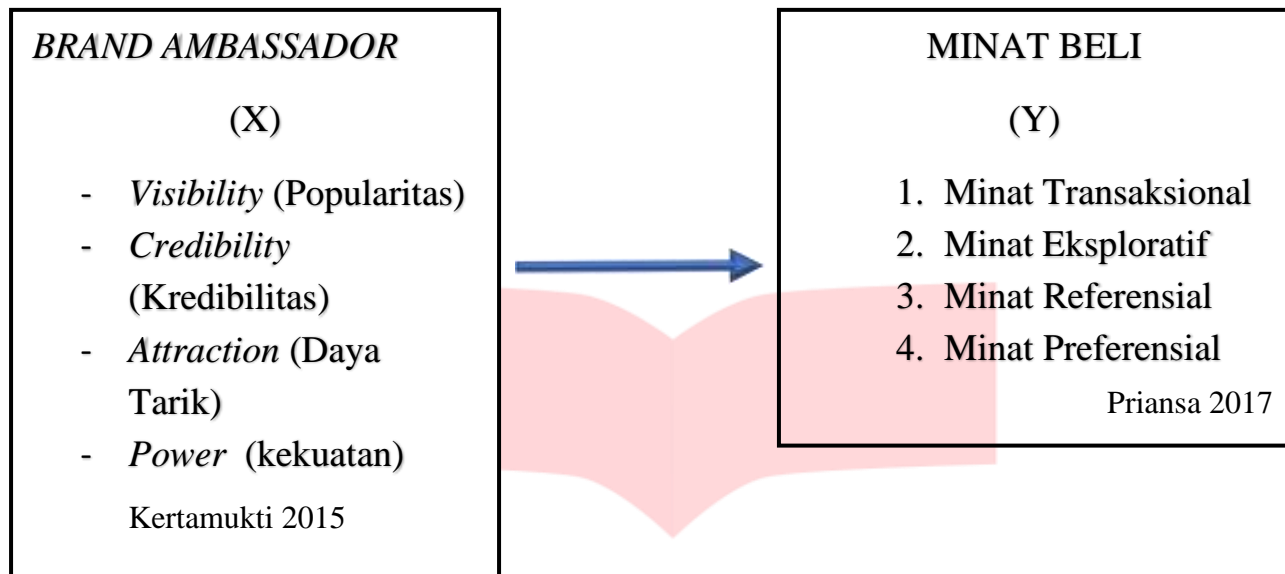 BRAND AMBASSADOR
(X)
- Visibility (Popularitas)
- Credibility
(Kredibilitas)
- Attraction (Daya
Tarik)
- Power (kekuatan)
Kertamukti 2015
MINAT BELI
(Y)
1. Minat Transaksional
2. Minat Eksploratif
3. Minat Referensial
4. Minat Preferensial
Priansa 2017